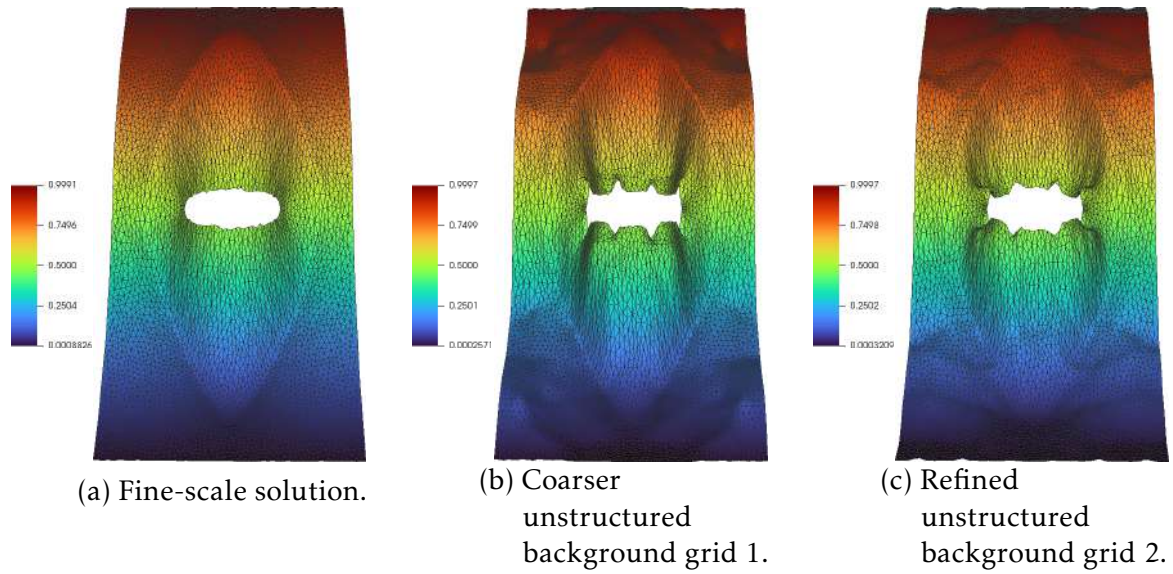 0.9991
0.7498
0.5000
0.2504
0.0008826
0.9997
0.7499
0.5000
0.2501
0.0002571
0.9997
0.7498
0.5000
0.2502
0.0003209
(a) Fine-scale solution.
(b) Coarser
unstructured
background grid 1.
(c) Refined
unstructured
background grid 2.